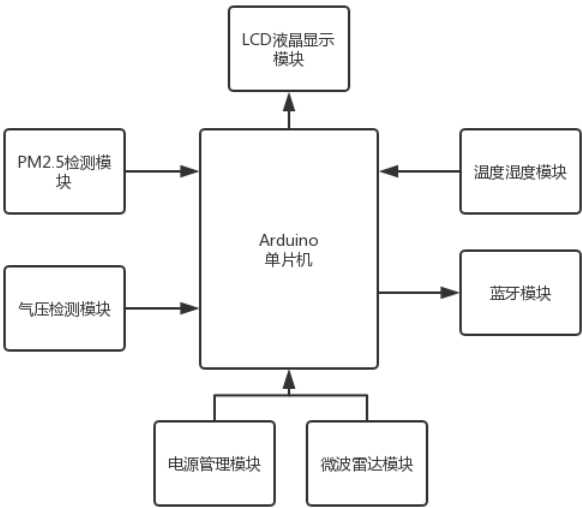 LCD液晶显示
模块
PM2.5检测模
块
温度湿度模块
Arduino
单片机
气压检测模块
蓝牙模块
电源管理模块
微波雷达模块